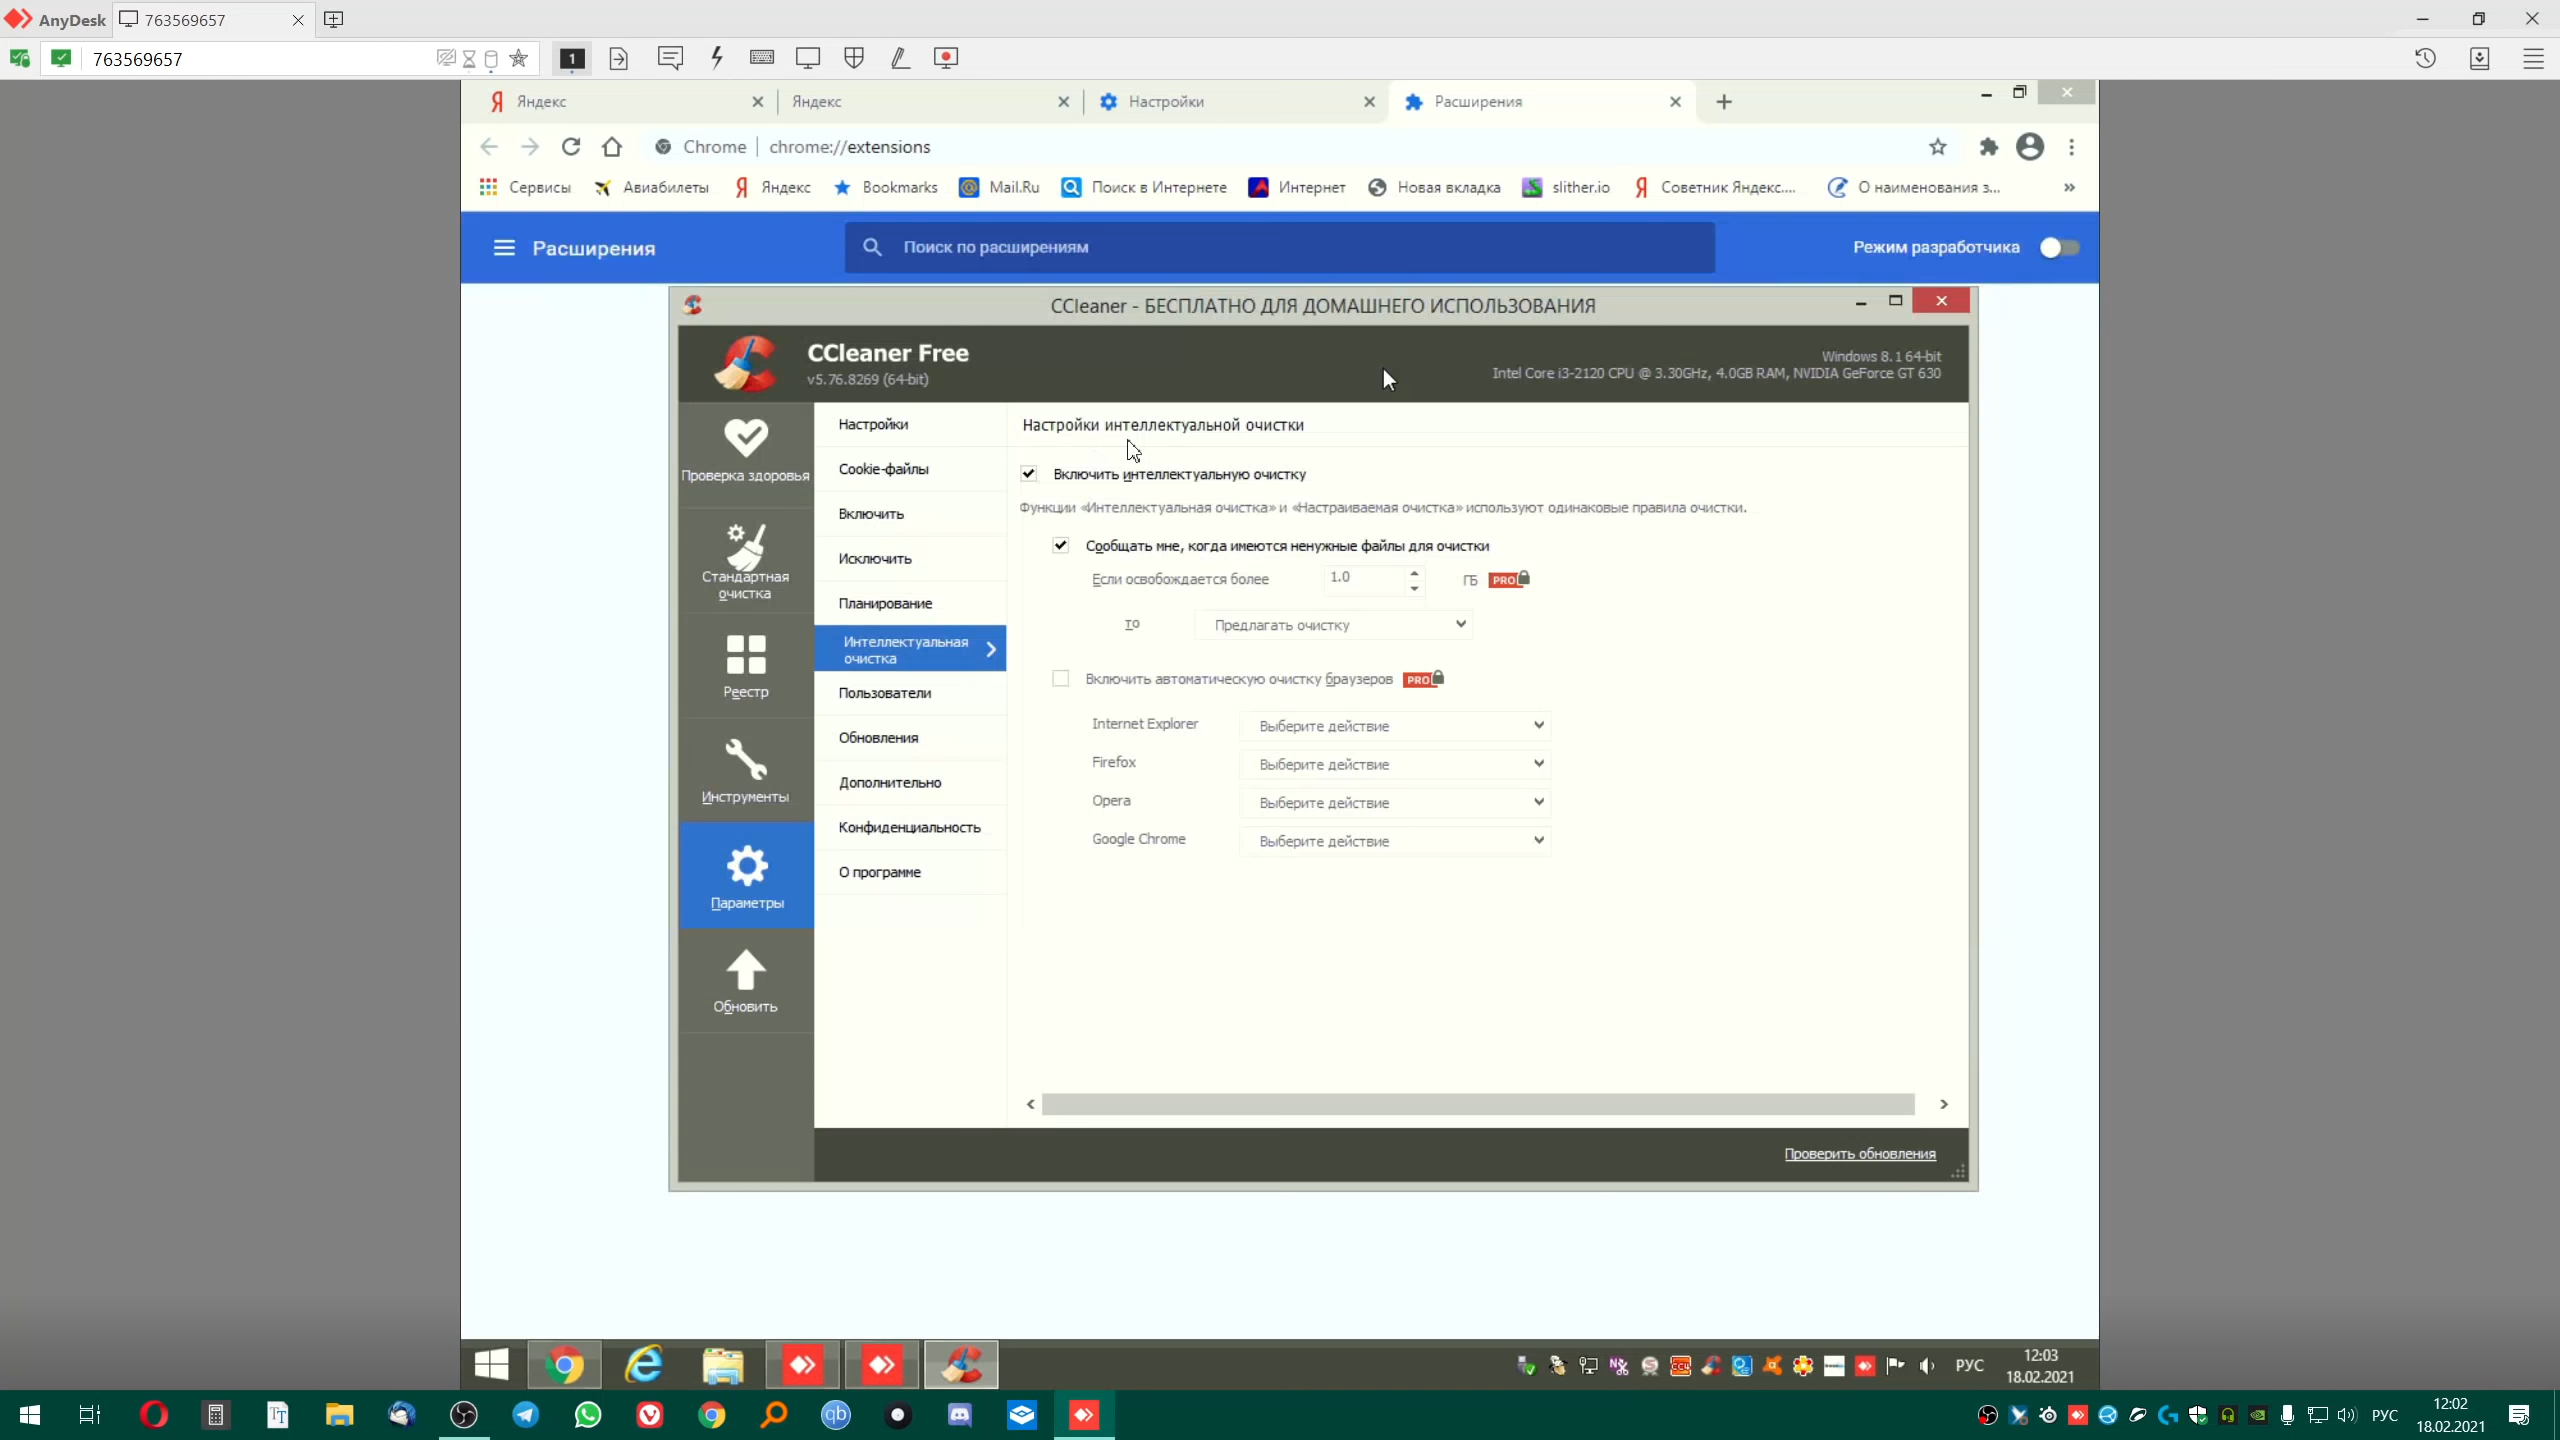 AnyDesk
763569657
763569657
1
Яндекс
Яндекс
Настройки
Расширения
Chrome
chrome://extensions
Сервисы
Авиабилеты
Яндекс
Bookmarks
Mail.Ru
Поиск в Интернете
Интернет
Новая вкладка
slither.io
Советник Яндекс....
О наименования з...
Расширения
Поиск по расширениям
Режим разработчика
CCleaner - БЕСПЛАТНО ДЛЯ ДОМАШНЕГО ИСПОЛЬЗОВАНИЯ
CCleaner Free
v5.76.8269 (64-bit)
Windows 8.1 64-bit
Intel Core i3-2120 CPU @ 3.30GHz, 4.0GB RAM, NVIDIA GeForce GT 630
Проверка здоровья
Стандартная
очистка
Реестр
Инструменты
Параметры
Обновить
Настройки
Cookie-файлы
Включить
Исключить
Планирование
Интеллектуальная
очистка
Пользователи
Обновления
Дополнительно
Конфиденциальность
О программе
Настройки интеллектуальной очистки
Включить интеллектуальную очистку
Функции «Интеллектуальная очистка» и «Настраиваемая очистка» используют одинаковые правила очистки.
Сообщать мне, когда имеются ненужные файлы для очистки
Если освобождается более
1.0
ГБ
PRO
то
Предлагать очистку
Включить автоматическую очистку браузеров
PRO
Internet Explorer
Выберите действие
Firefox
Выберите действие
Opera
Выберите действие
Google Chrome
Выберите действие
Проверить обновления
РУС
12:03
18.02.2021
РУС
12:02
18.02.2021